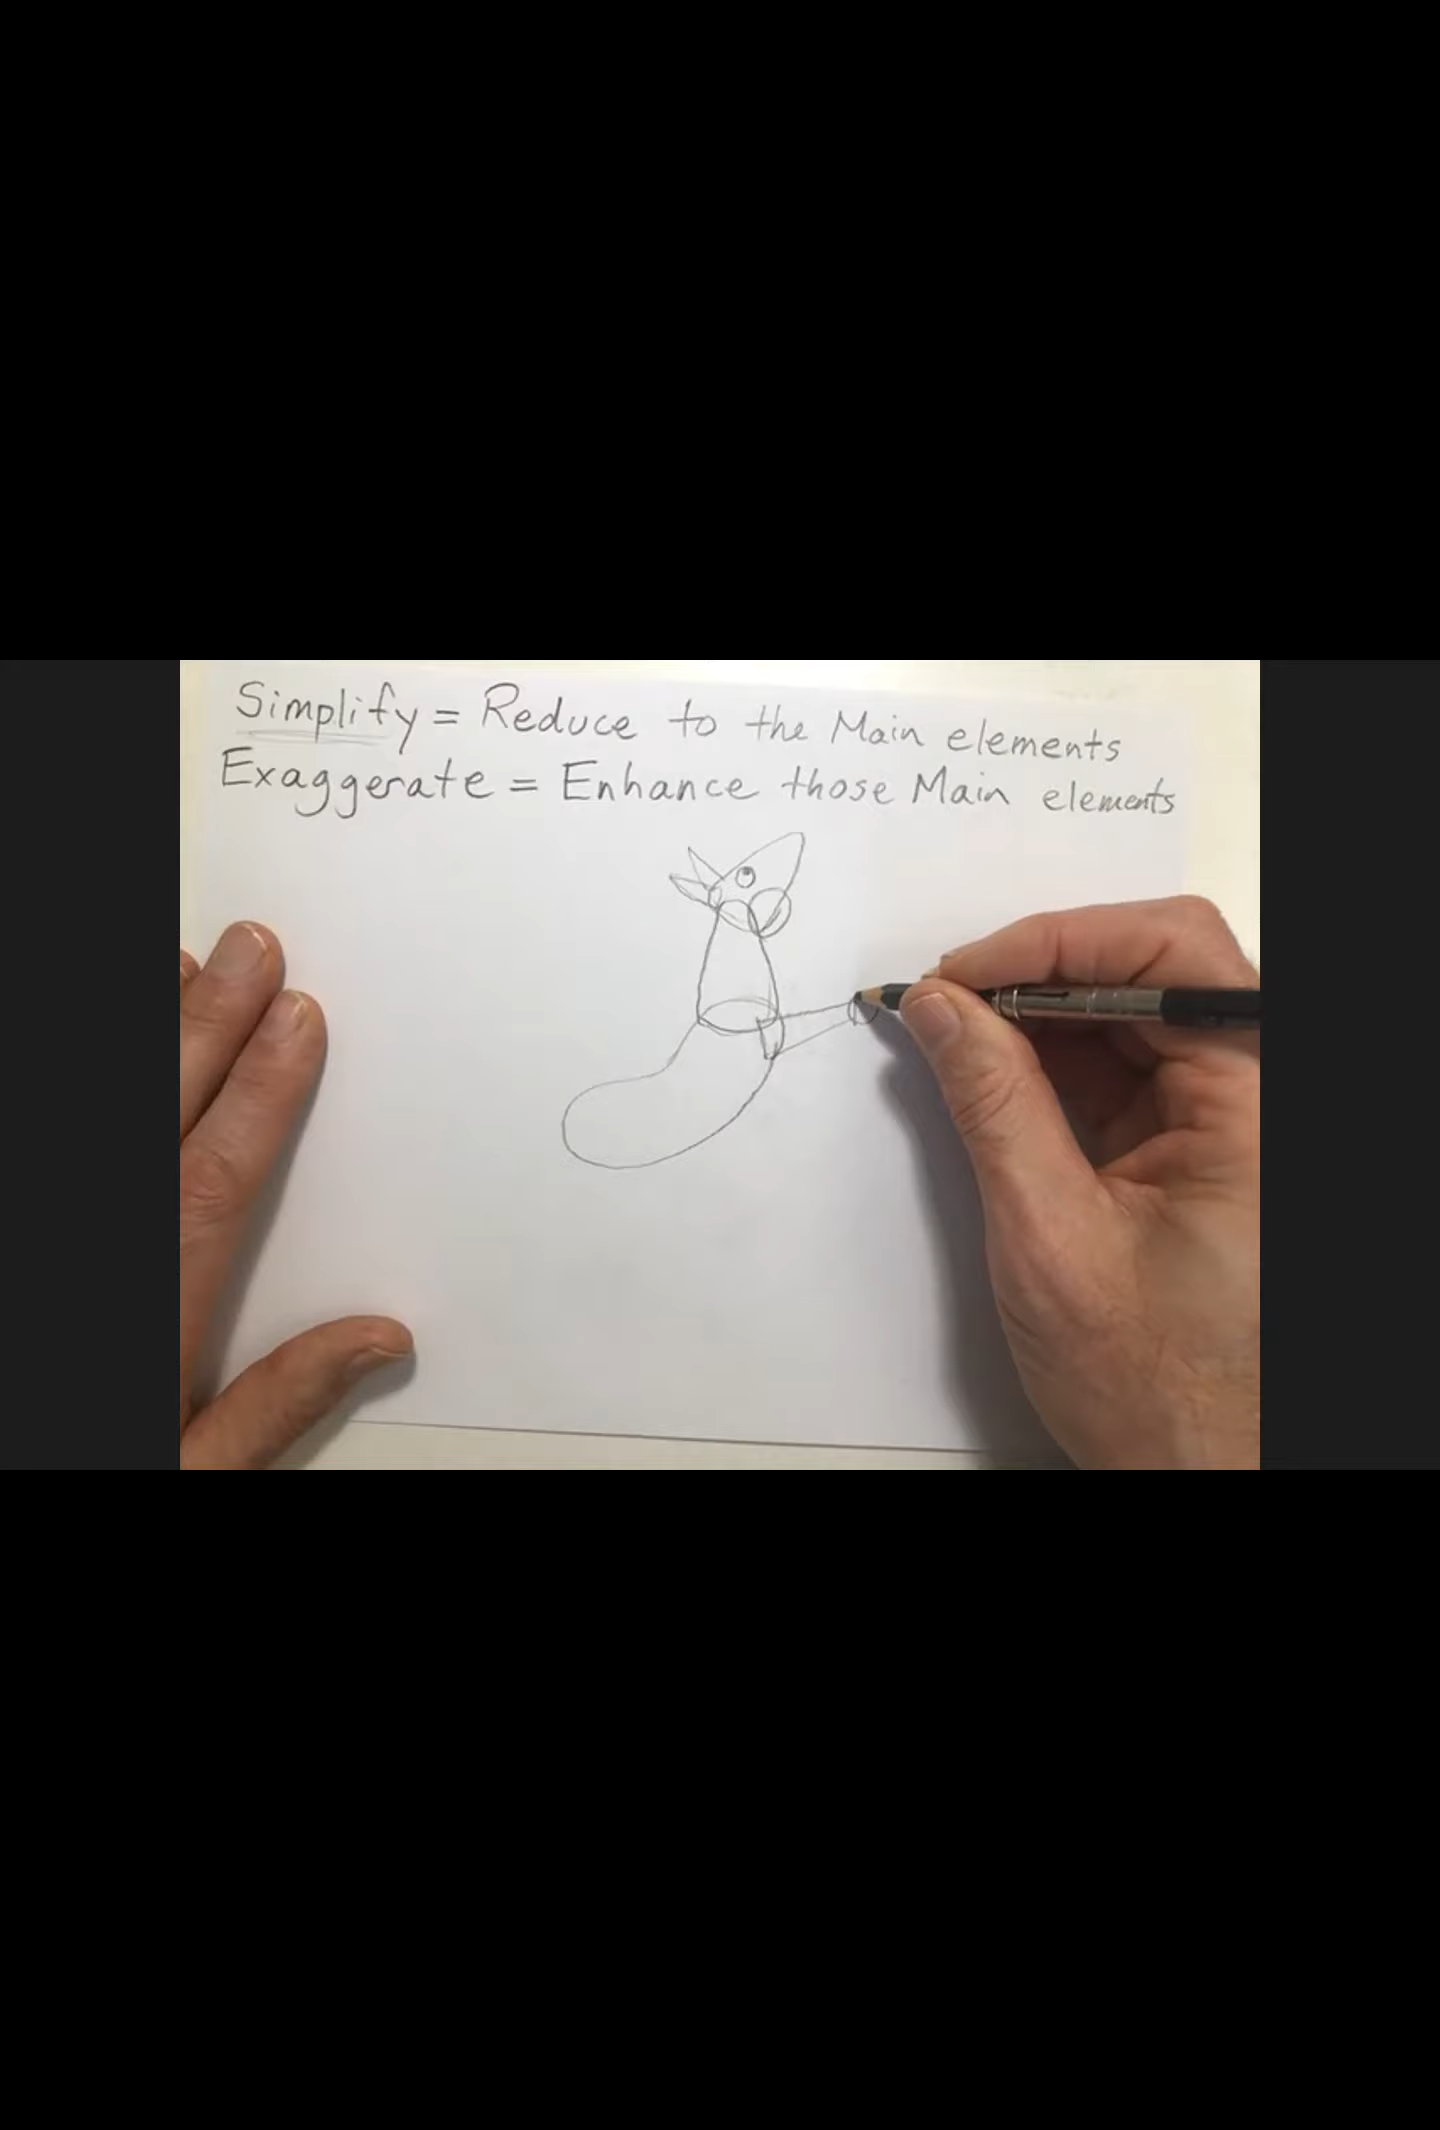 Simplify = Reduce to the Main elements
Exaggerate = Enhance those Main elements